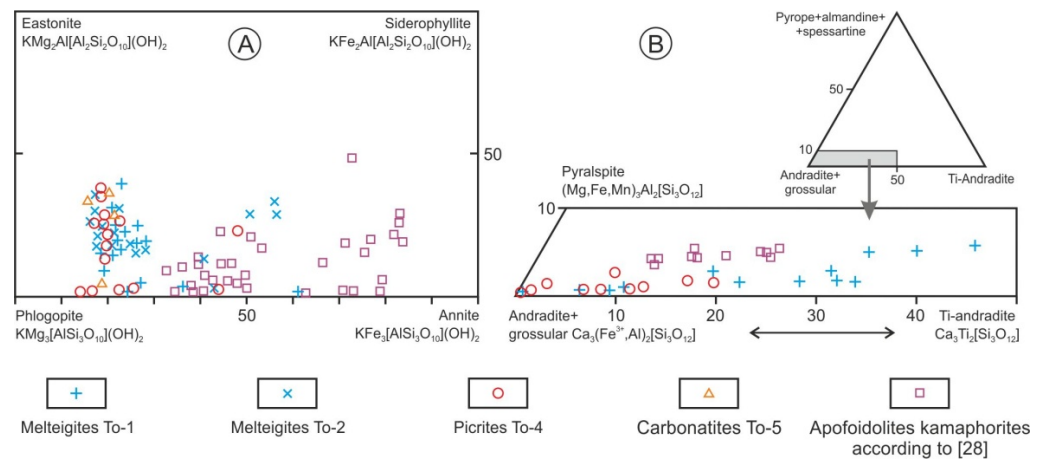 Eastonite
KMg₂Al[Al₂Si₂O₁₀](OH)₂
A
Siderophyllite
KFe₂Al[Al₂Si₂O₁₀](OH)₂
50
Phlogopite
KMg₃[AlSi₃O₁₀](OH)₂
50
Annite
KFe₃[AlSi₃O₁₀](OH)₂
B
Pyrope+almandine+
+spessartine
50
10
Andradite+
grossular
50
Ti-Andradite
Pyralspite
(Mg,Fe,Mn)₃Al₂[Si₃O₁₂]
10
10
20
30
40
Andradite+
grossular Ca₃(Fe³⁺,Al)₂[Si₃O₁₂]
Ti-andradite
Ca₃Ti₂[Si₃O₁₂]
Melteigites To-1
Melteigites To-2
Picrites To-4
Carbonatites To-5
Apofoidolites kamaphorites
according to [28]